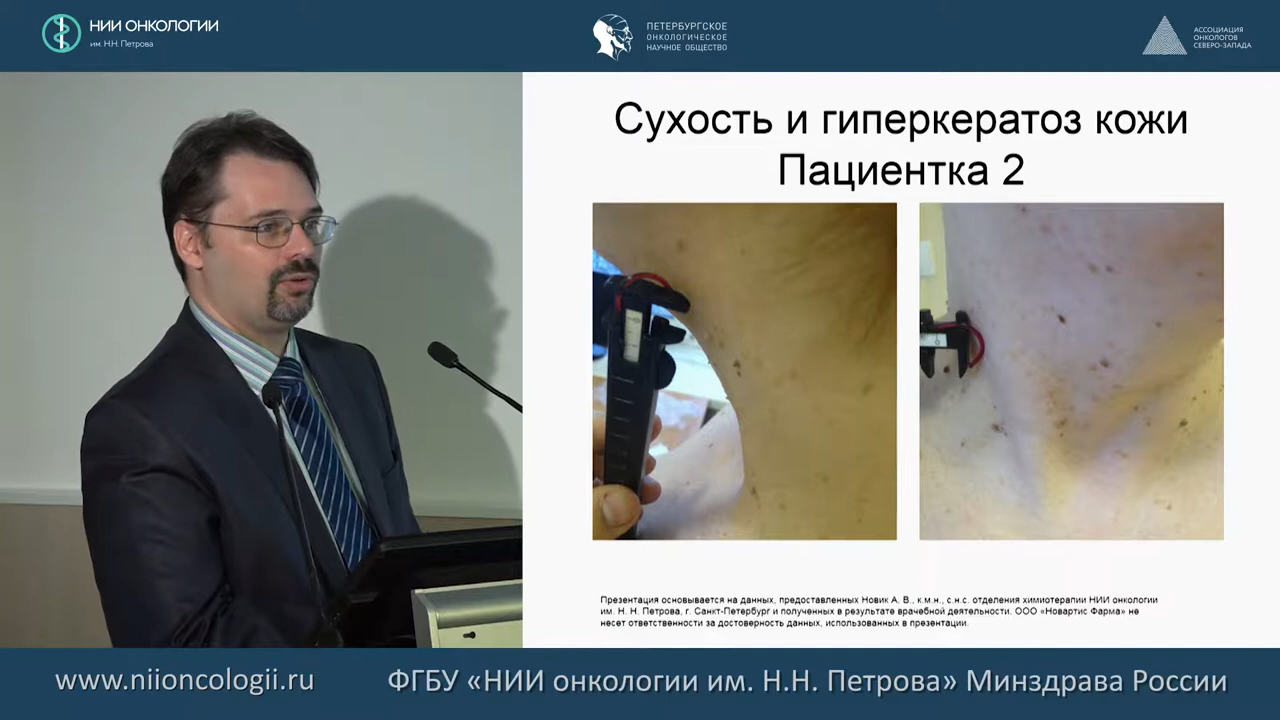 НИИ ОНКОЛОГИИ
им. Н.Н. Петрова
ПЕТЕРБУРГСКОЕ
ОНКОЛОГИЧЕСКОЕ
НАУЧНОЕ ОБЩЕСТВО
АССОЦИАЦИЯ
ОНКОЛОГОВ
СЕВЕРО-ЗАПАДА
Сухость и гиперкератоз кожи
Пациентка 2
Презентация основывается на данных, предоставленных Новик А. В., к.м.н., с.н.с. отделения химиотерапии НИИ онкологии
им. Н. Н. Петрова, г. Санкт-Петербург и полученных в результате врачебной деятельности. ООО «Новартис Фарма» не
несет ответственности за достоверность данных, использованных в презентации.
www.niioncologii.ru
ФГБУ «НИИ онкологии им. Н.Н. Петрова» Минздрава России